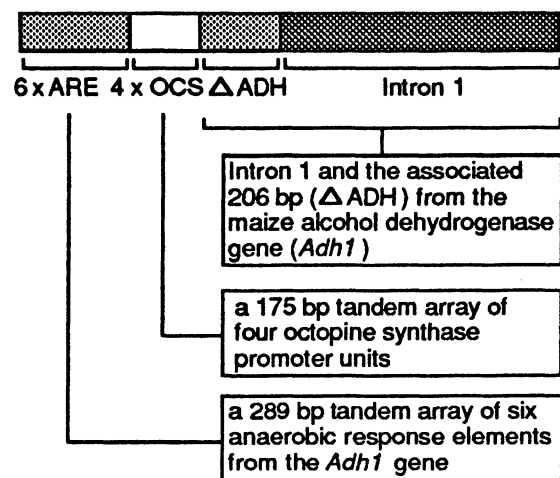 6 x ARE 4 x OCS △ ADH Intron 1
Intron 1 and the associated
206 bp (△ ADH) from the
maize alcohol dehydrogenase
gene (Adh1)
a 175 bp tandem array of
four octopine synthase
promoter units
a 289 bp tandem array of six
anaerobic response elements
from the Adh1 gene